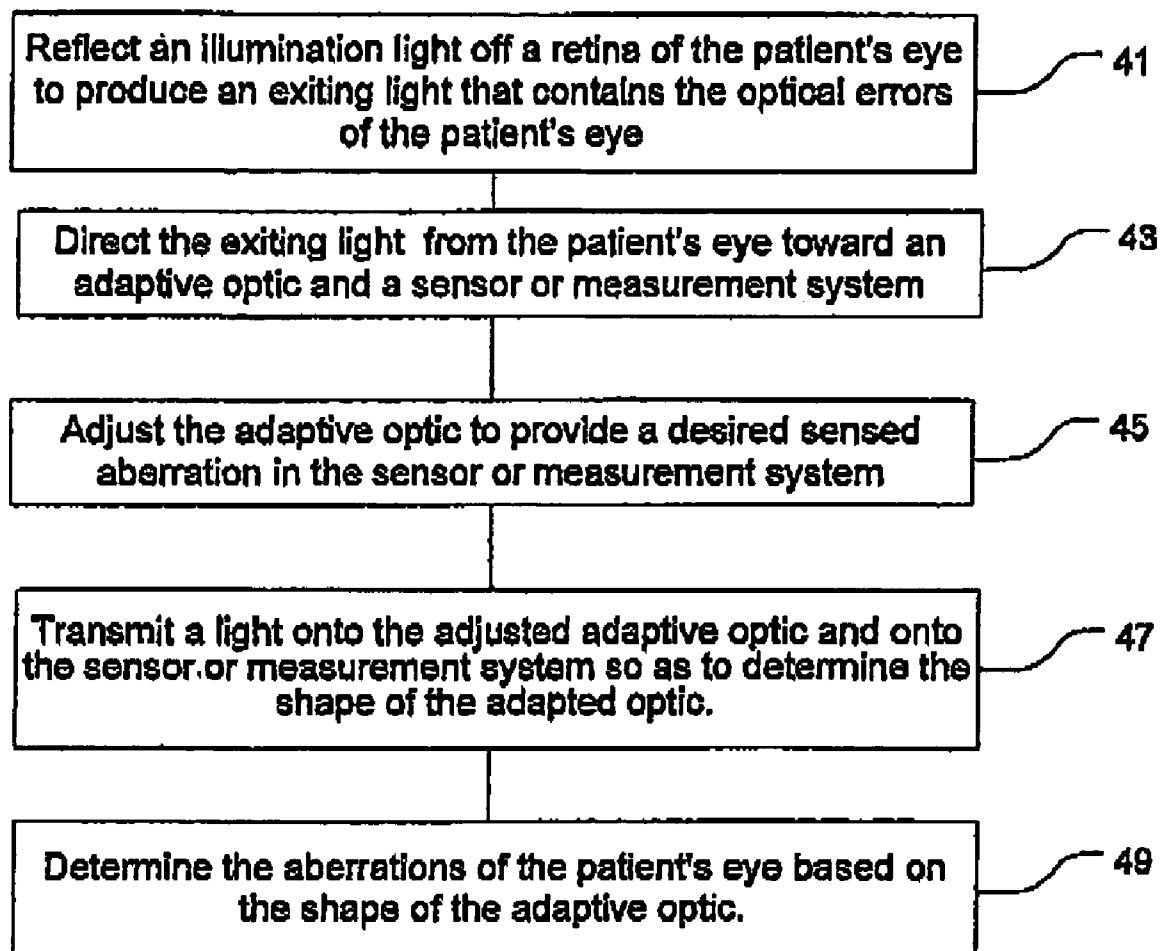 Reflect an illumination light off a retina of the patient's eye
to produce an exiting light that contains the optical errors
of the patient's eye
41
Direct the exiting light from the patient's eye toward an
adaptive optic and a sensor or measurement system
43
Adjust the adaptive optic to provide a desired sensed
aberration in the sensor or measurement system
45
Transmit a light onto the adjusted adaptive optic and onto
the sensor or measurement system so as to determine the
shape of the adapted optic.
47
Determine the aberrations of the patient's eye based on
the shape of the adaptive optic.
49